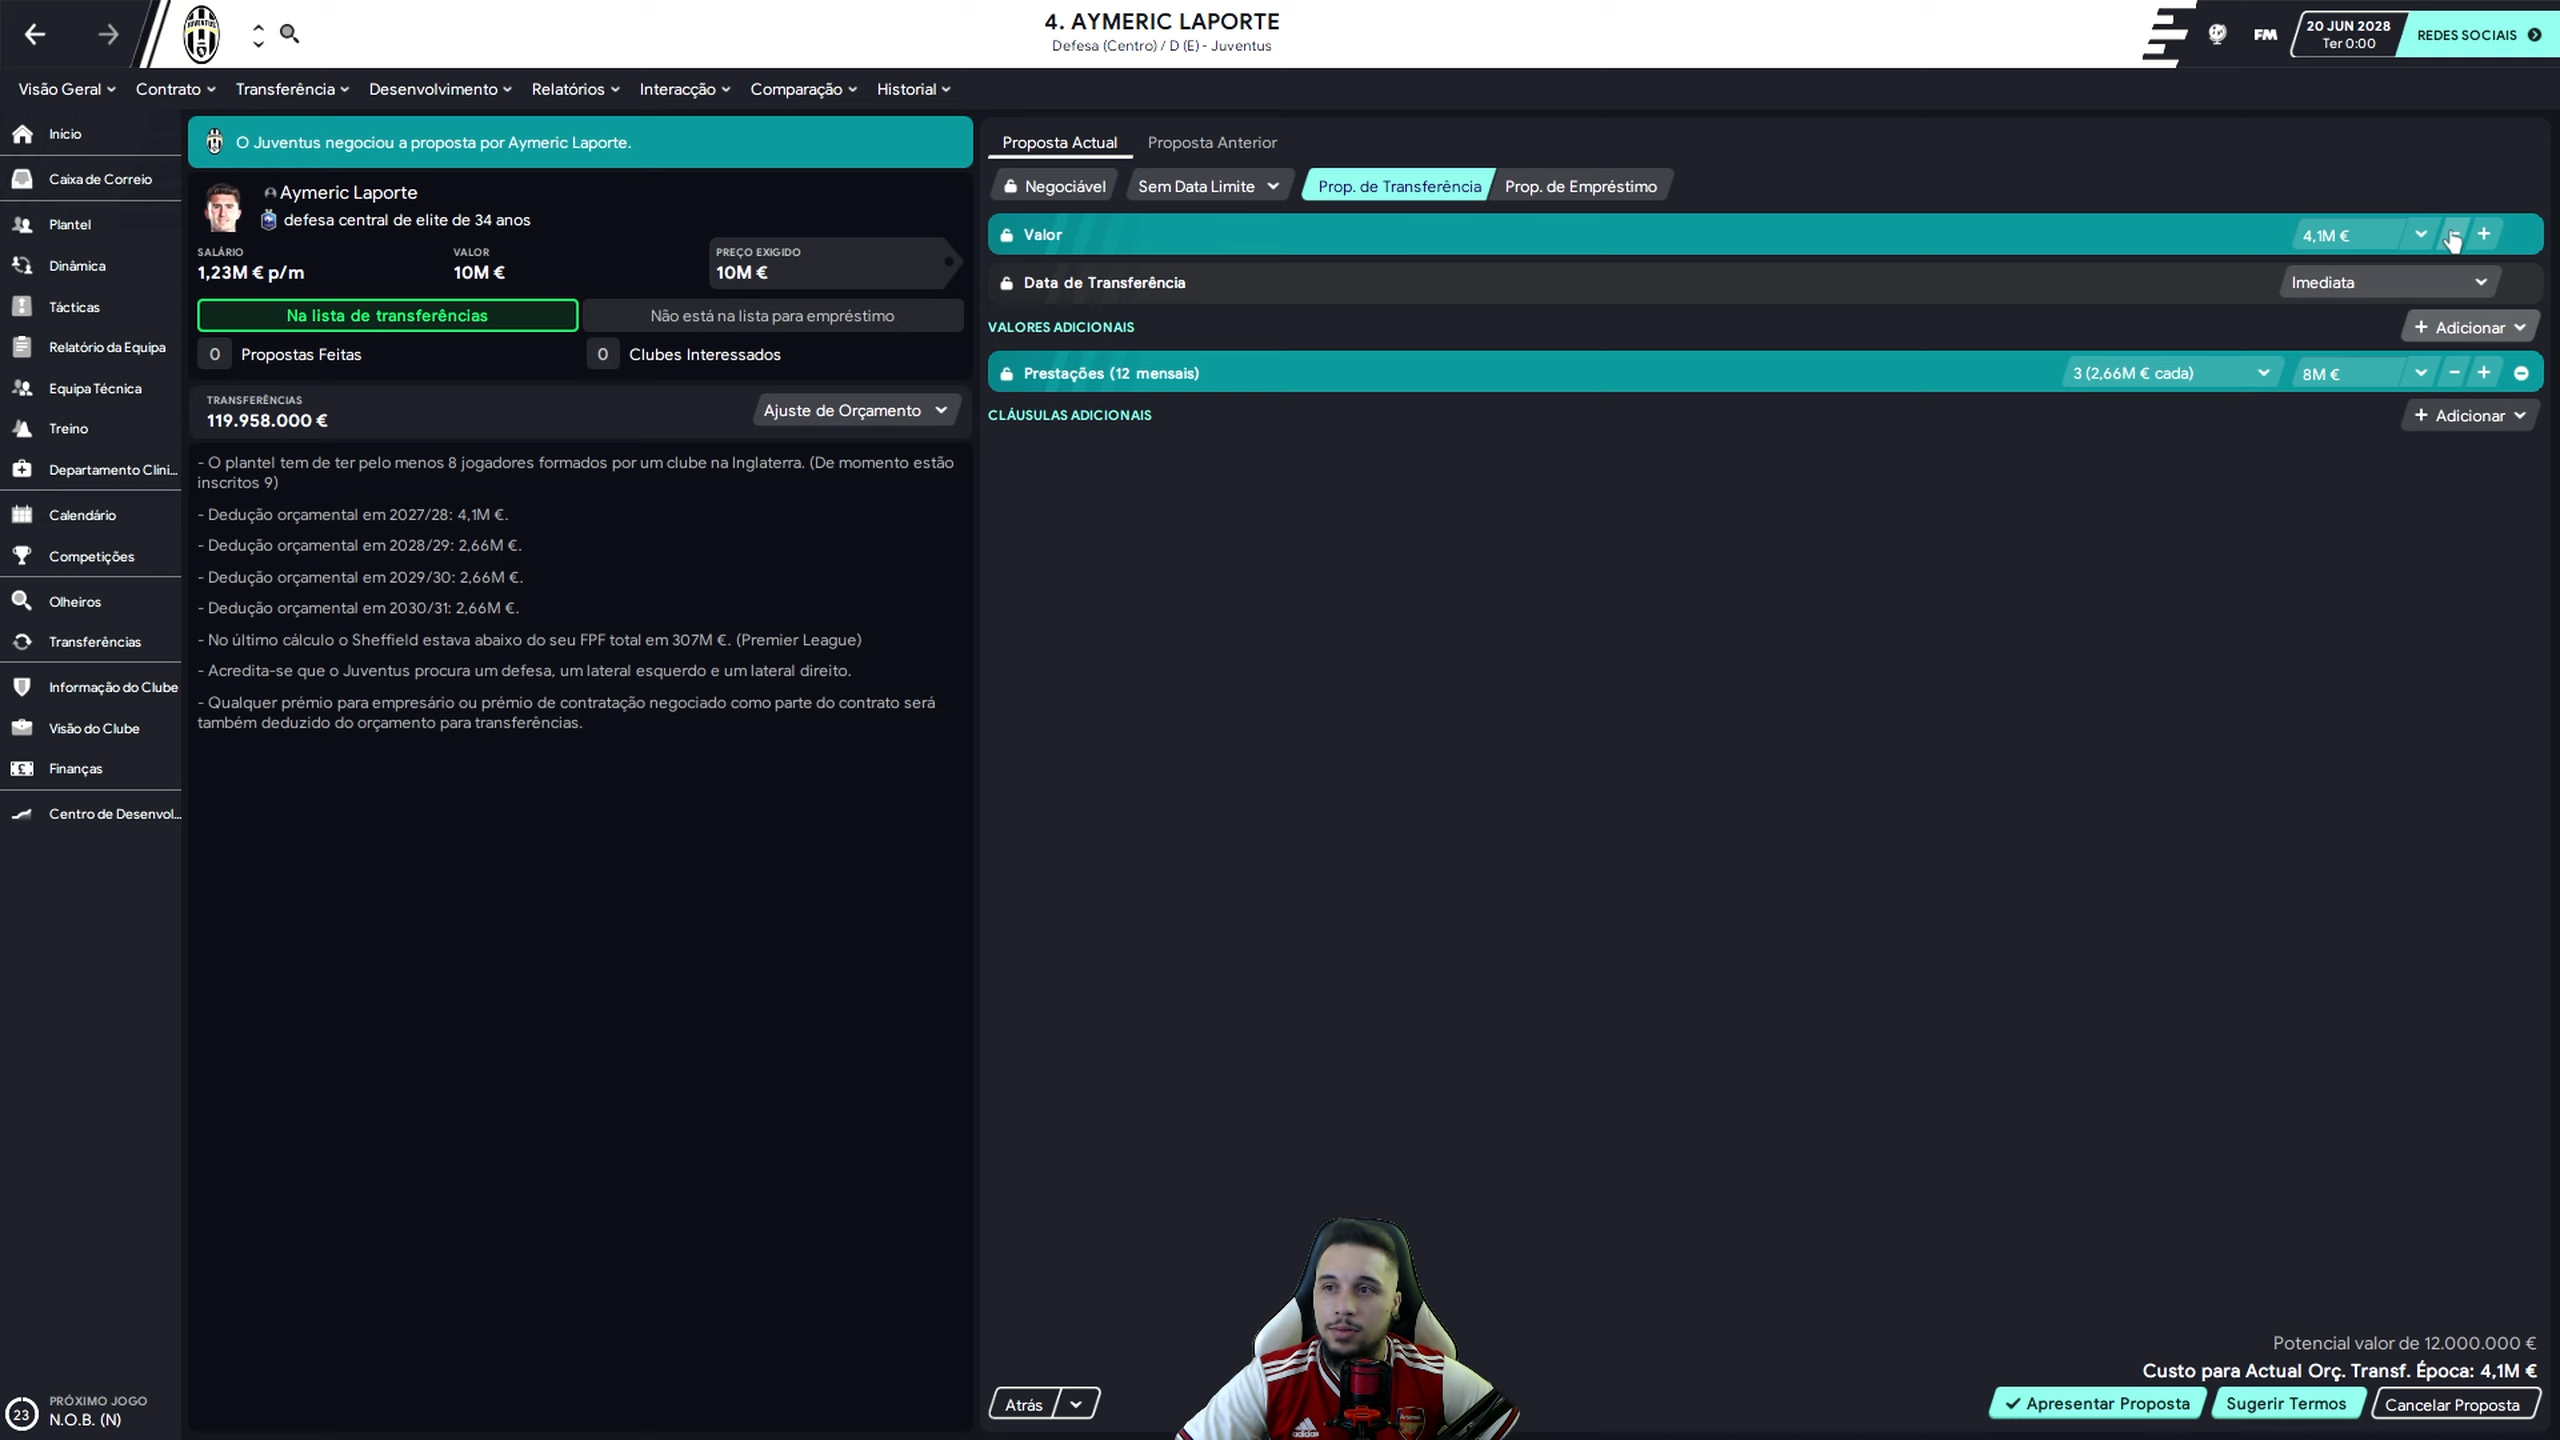 4. AYMERIC LAPORTE
Defesa (Centro) / D (E) - Juventus
FM
20 JUN 2028
Ter 0:00
REDES SOCIAIS
Visão Geral
Contrato
Transferência
Desenvolvimento
Relatórios
Interacção
Comparação
Historial
Início
Caixa de Correio
Plantel
Dinâmica
Tácticas
Relatório da Equipa
Equipa Técnica
Treino
Departamento Clíni...
Calendário
Competições
Olheiros
Transferências
Informação do Clube
Visão do Clube
Finanças
Centro de Desenvol...
23
PRÓXIMO JOGO
N.O.B. (N)
O Juventus negociou a proposta por Aymeric Laporte.
Aymeric Laporte
defesa central de elite de 34 anos
SALÁRIO
1,23M € p/m
VALOR
10M €
PREÇO EXIGIDO
10M €
Na lista de transferências
Não está na lista para empréstimo
0 Propostas Feitas
0 Clubes Interessados
TRANSFERÊNCIAS
119.958.000 €
Ajuste de Orçamento
- O plantel tem de ter pelo menos 8 jogadores formados por um clube na Inglaterra. (De momento estão
inscritos 9)
- Dedução orçamental em 2027/28: 4,1M €.
- Dedução orçamental em 2028/29: 2,66M €.
- Dedução orçamental em 2029/30: 2,66M €.
- Dedução orçamental em 2030/31: 2,66M €.
- No último cálculo o Sheffield estava abaixo do seu FPF total em 307M €. (Premier League)
- Acredita-se que o Juventus procura um defesa, um lateral esquerdo e um lateral direito.
- Qualquer prémio para empresário ou prémio de contratação negociado como parte do contrato será
também deduzido do orçamento para transferências.
Proposta Actual
Proposta Anterior
Negociável
Sem Data Limite
Prop. de Transferência
Prop. de Empréstimo
Valor
4,1M €
Data de Transferência
Imediata
VALORES ADICIONAIS
+ Adicionar
Prestações (12 mensais)
3 (2,66M € cada)
8M €
CLÁUSULAS ADICIONAIS
+ Adicionar
Potencial valor de 12.000.000 €
Custo para Actual Orç. Transf. Época: 4,1M €
Atrás
Apresentar Proposta
Sugerir Termos
Cancelar Proposta
adidas
Arsenal